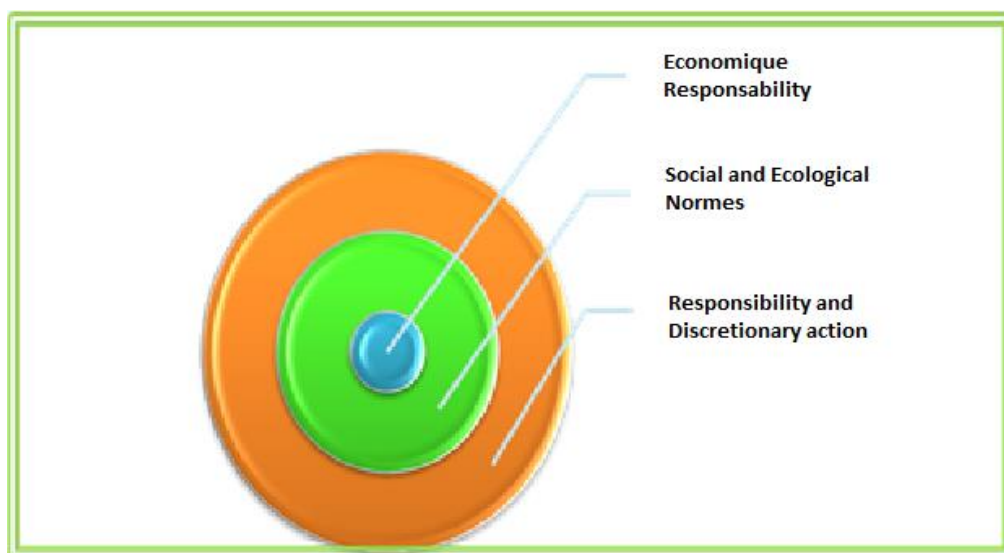 Economique
Responsability
Social and Ecological
Normes
Responsibility and
Discretionary action